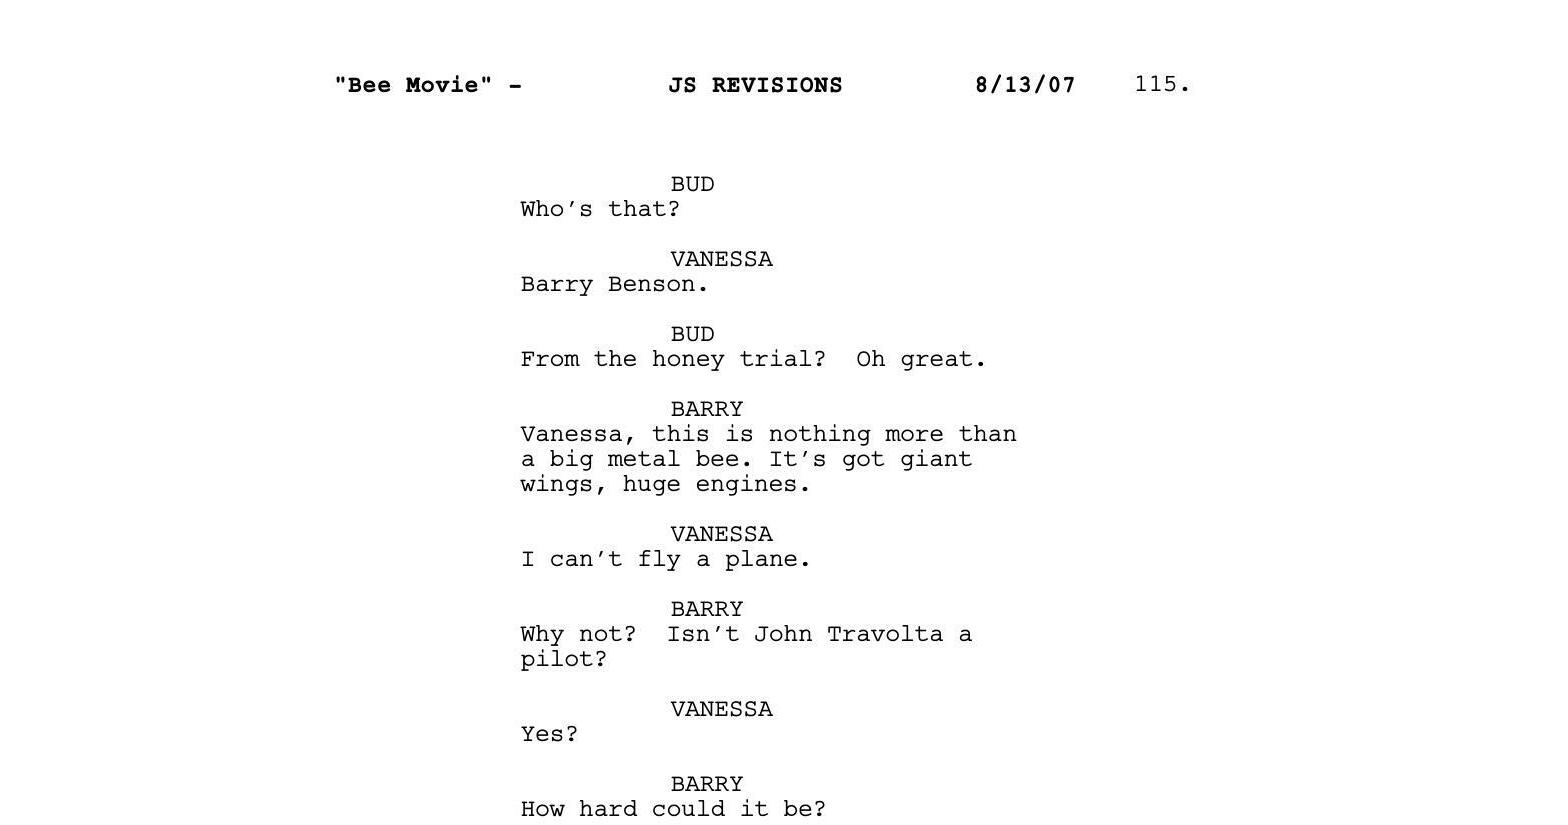 "Bee Movie" - JS REVISIONS 8/13/07 115.
BUD
Who's that?
VANESSA
Barry Benson.
BUD
From the honey trial?  Oh great.
BARRY
Vanessa, this is nothing more than
a big metal bee. It's got giant
wings, huge engines.
VANESSA
I can't fly a plane.
BARRY
Why not?  Isn't John Travolta a
pilot?
VANESSA
Yes?
BARRY
How hard could it be?